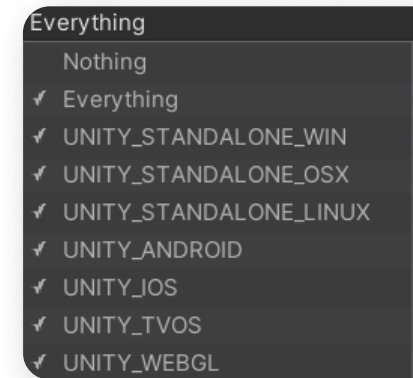 Everything
Nothing
Everything
UNITY_STANDALONE_WIN
UNITY_STANDALONE_OSX
UNITY_STANDALONE_LINUX
UNITY_ANDROID
UNITY_IOS
UNITY_TVOS
UNITY_WEBGL